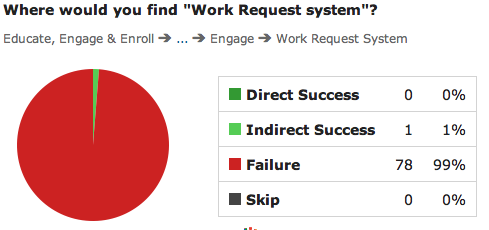 Where would you find "Work Request system"?
Educate, Engage & Enroll → ... → Engage → Work Request System
Direct Success 0 0%
Indirect Success 1 1%
Failure 78 99%
Skip 0 0%